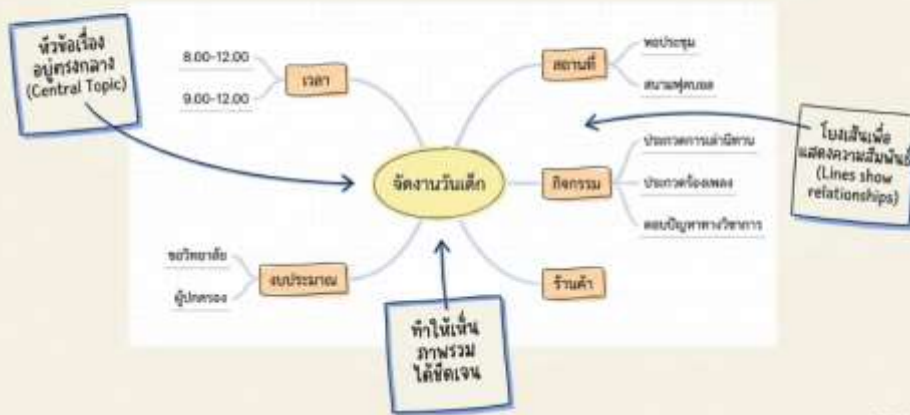 หัวข้อเรื่อง
อยู่ตรงกลาง
(Central Topic)
8.00-12.00
9.00-12.00
เวลา
สถานที่
หอประชุม
สนามฟุตบอล
โยงเส้นเพื่อ
แสดงความสัมพันธ์
(Lines show
relationships)
จัดงานวันเด็ก
กิจกรรม
ประกวดการเล่านิทาน
ประกวดร้องเพลง
ตอบปัญหาทางวิชาการ
ขอวิทยาลัย
ผู้ปกครอง
งบประมาณ
ร้านค้า
ทำให้เห็น
ภาพรวม
ได้ชัดเจน